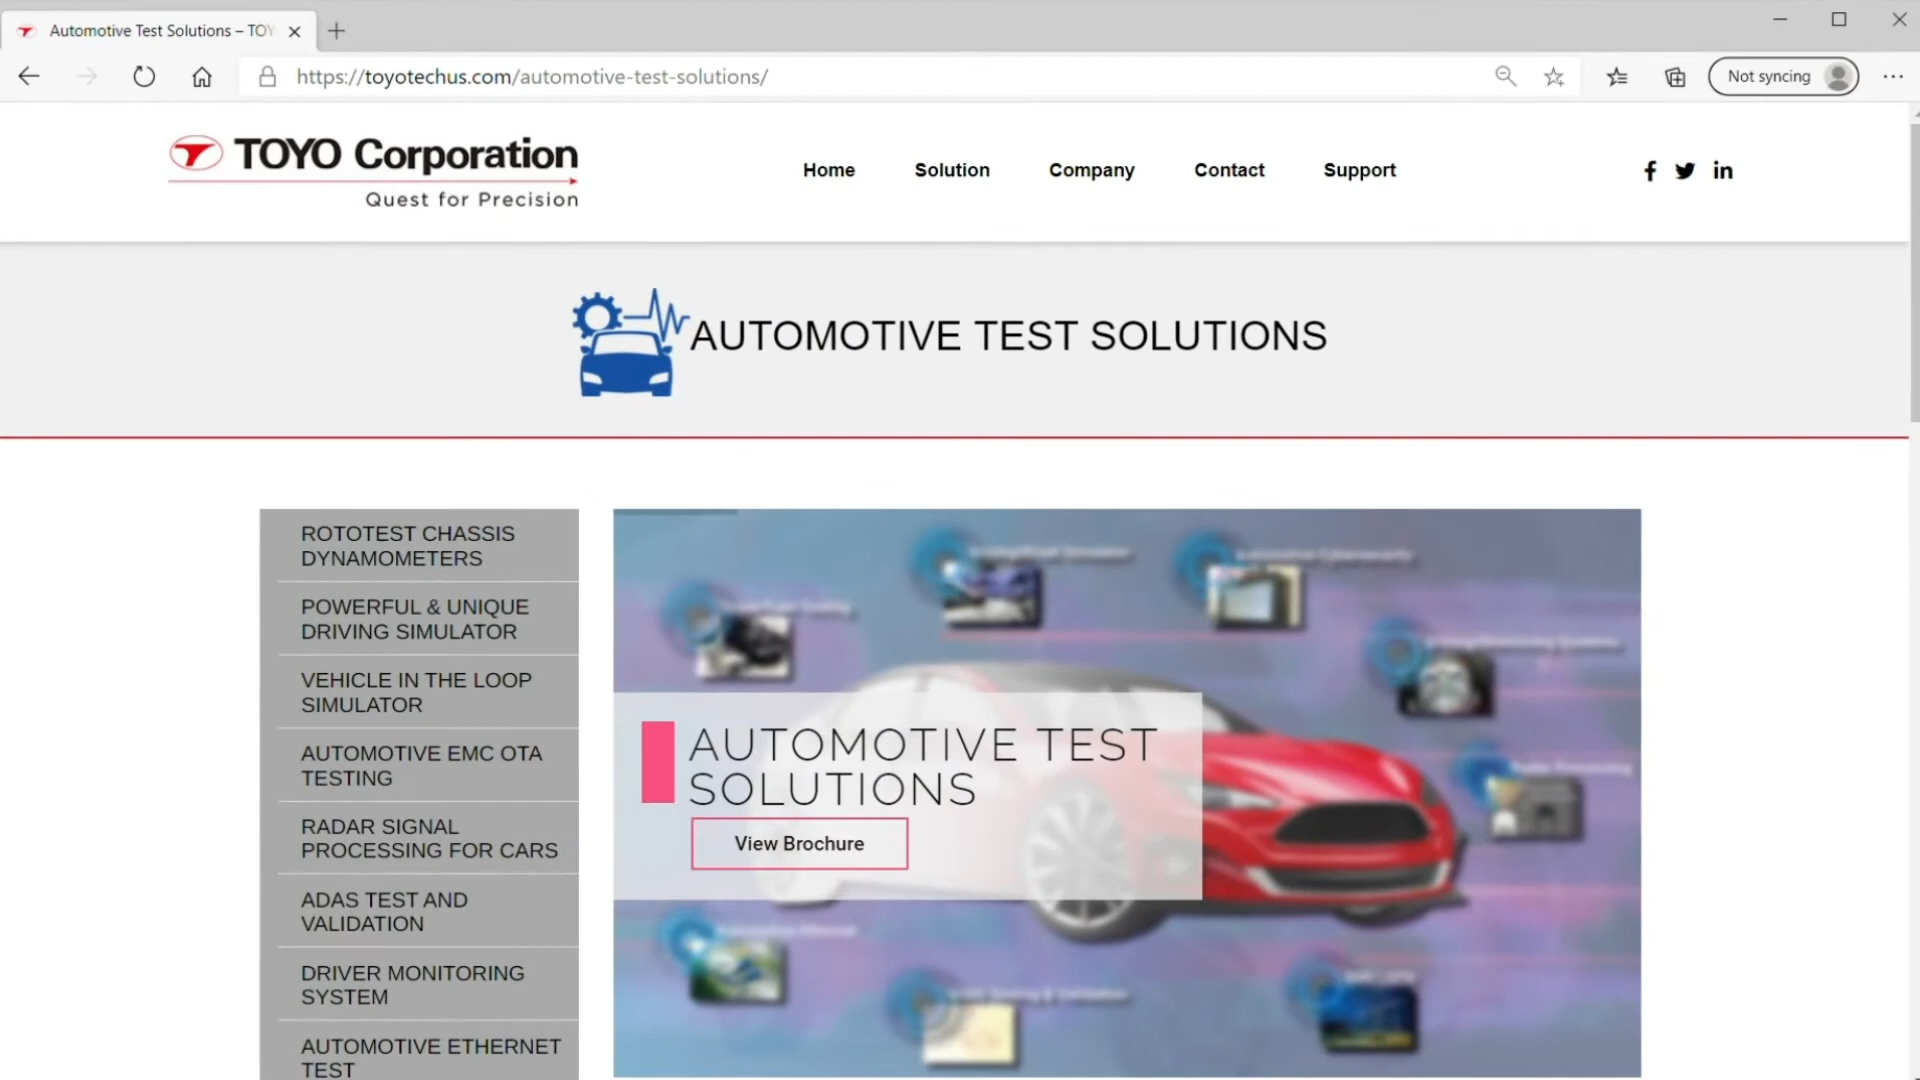 Automotive Test Solutions – TOY
https://toyotechus.com/automotive-test-solutions/
Not syncing
TOYO Corporation
Quest for Precision
Home
Solution
Company
Contact
Support
AUTOMOTIVE TEST SOLUTIONS
ROTOTEST CHASSIS
DYNAMOMETERS
POWERFUL & UNIQUE
DRIVING SIMULATOR
VEHICLE IN THE LOOP
SIMULATOR
AUTOMOTIVE EMC OTA
TESTING
RADAR SIGNAL
PROCESSING FOR CARS
ADAS TEST AND
VALIDATION
DRIVER MONITORING
SYSTEM
AUTOMOTIVE ETHERNET
TEST
AUTOMOTIVE TEST
SOLUTIONS
View Brochure